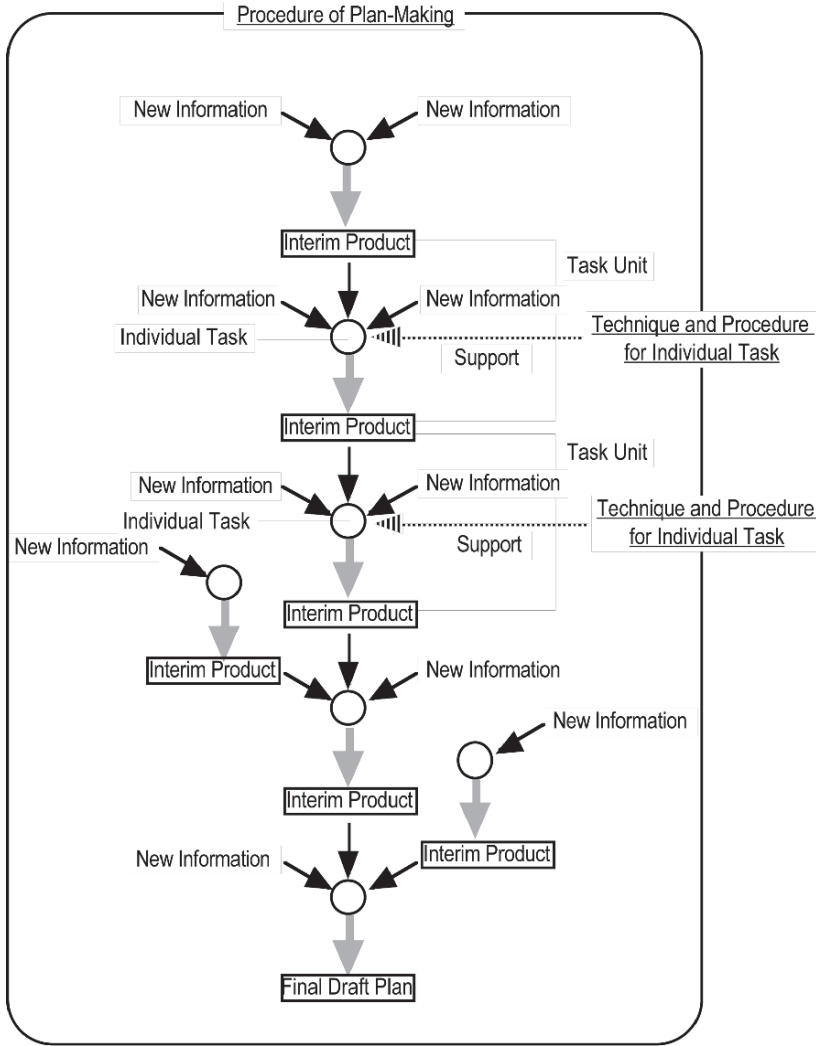 Procedure of Plan-Making
New Information
New Information
Interim Product
Task Unit
New Information
New Information
Technique and Procedure
for Individual Task
Individual Task
Support
Interim Product
Task Unit
New Information
New Information
Technique and Procedure
for Individual Task
Individual Task
Support
New Information
Interim Product
Interim Product
New Information
New Information
Interim Product
New Information
Interim Product
Final Draft Plan